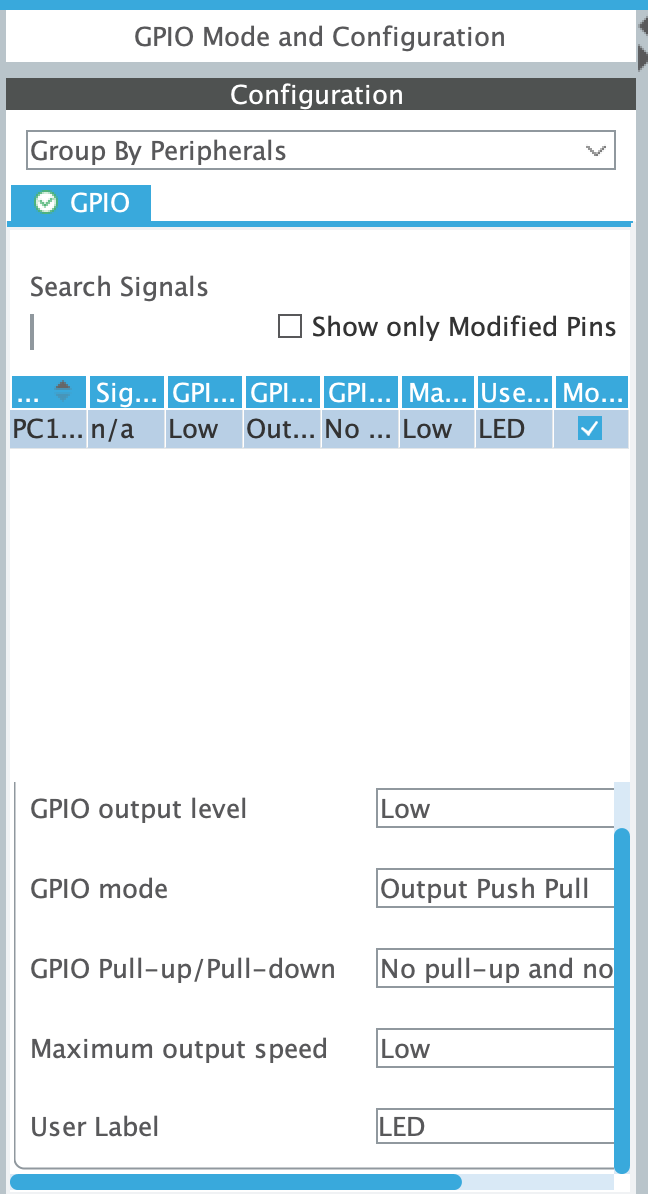 GPIO Mode and Configuration
Configuration
Group By Peripherals
GPIO
Search Signals
Show only Modified Pins
... Sig... GPI... GPI... GPI... Ma... Use... Mo...
PC1... n/a Low Out... No ... Low LED
GPIO output level Low
GPIO mode Output Push Pull
GPIO Pull-up/Pull-down No pull-up and no
Maximum output speed Low
User Label LED